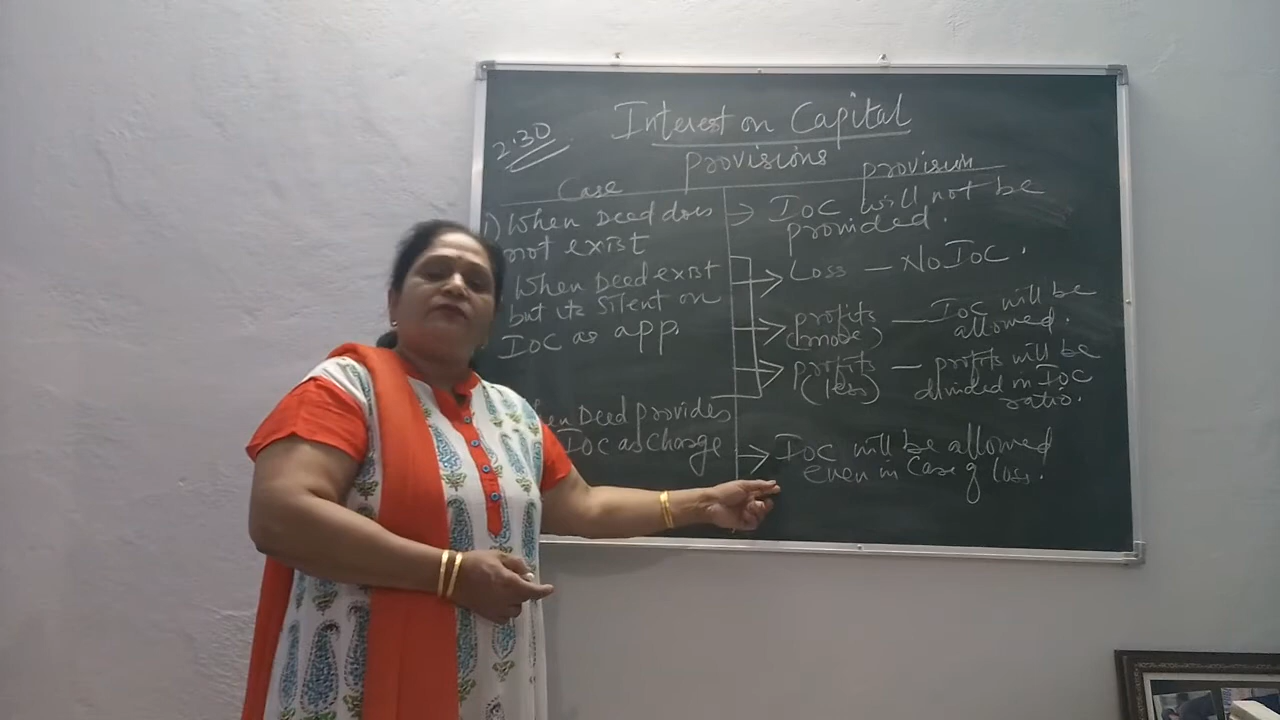 2.30
Interest on Capital
provisions
Case
provision
1) When Deed does
not exist
IOC will not be
provided.
When Deed exist
but its silent on
IOC as app.
Loss — No IOC.
profits — IOC will be
(more) allowed.
profits — profits will be
(less) divided in IOC
ratio.
Deed provides
IOC as charge
IOC will be allowed
even in case of loss.